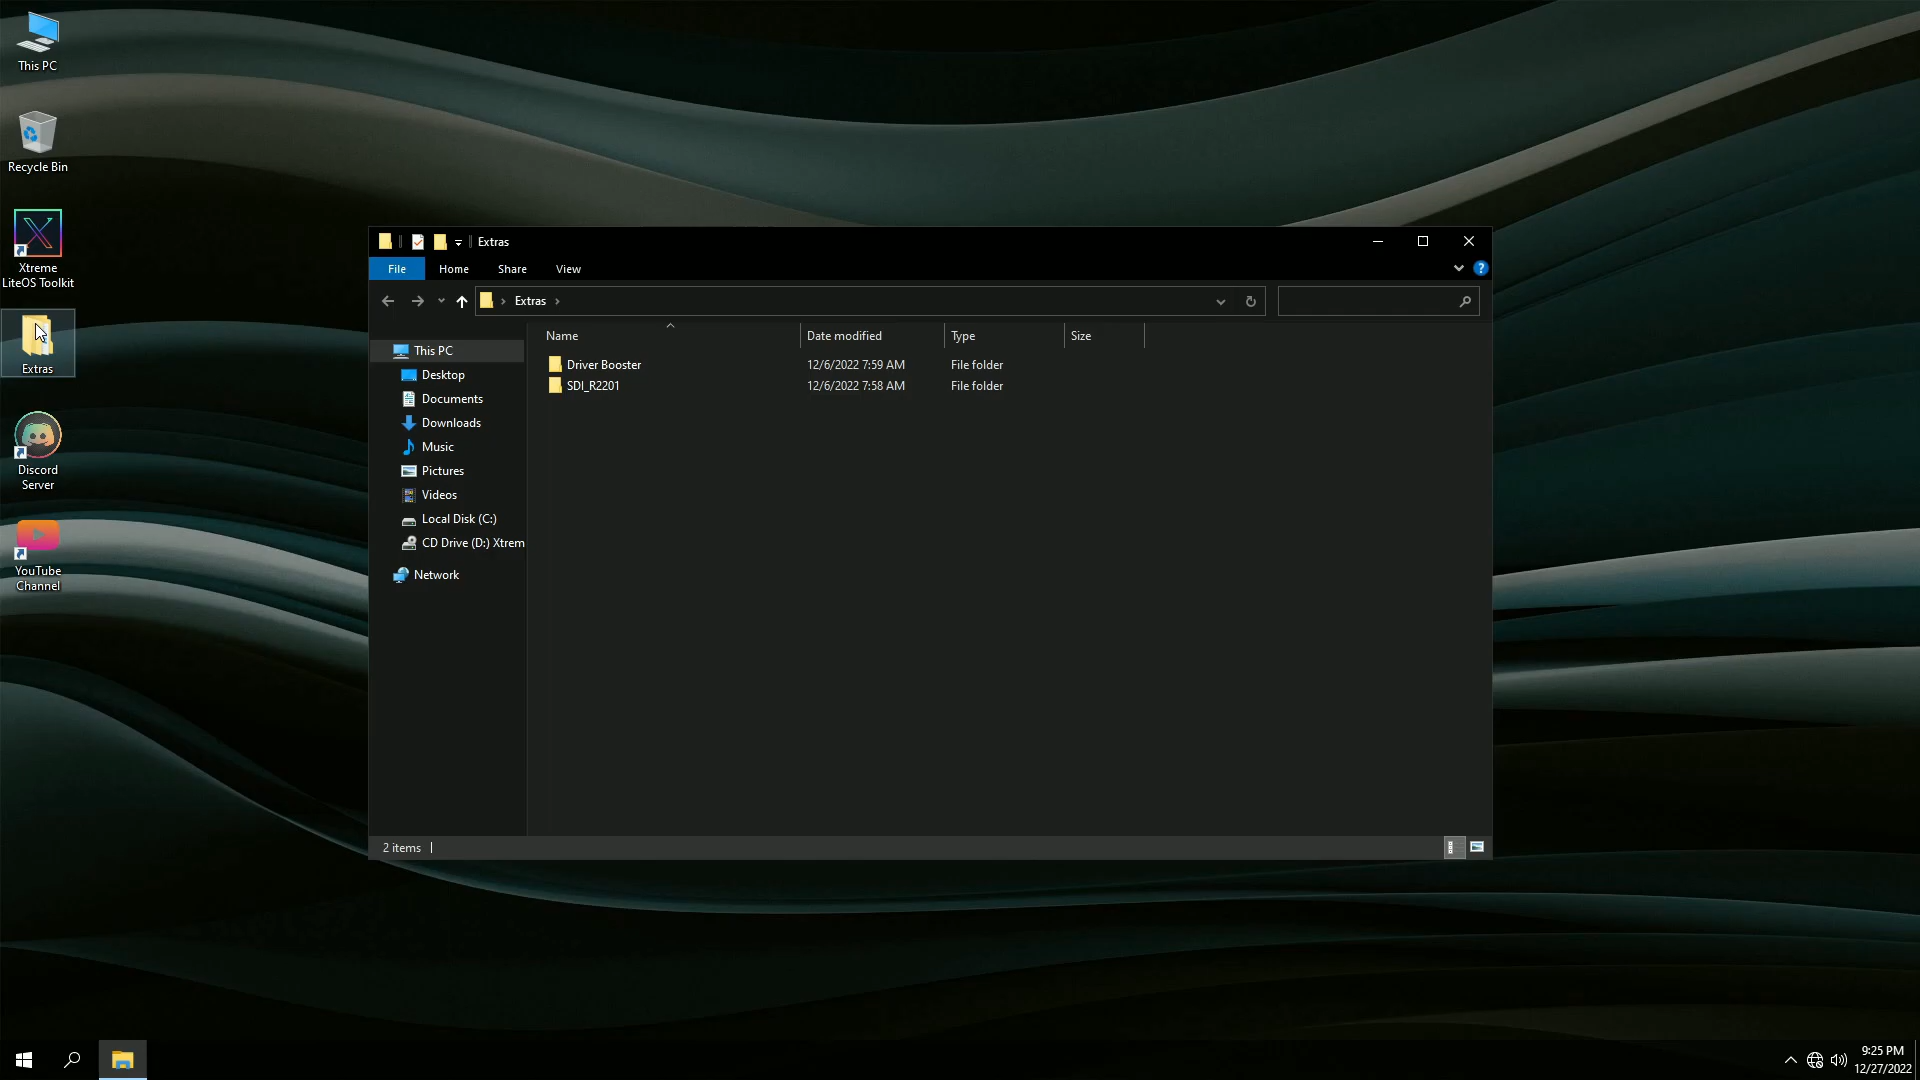 This PC
Recycle Bin
Xtreme
LiteOS Toolkit
Extras
Discord
Server
YouTube
Channel
Extras
File Home Share View
?
Extras
Name Date modified Type Size
This PC
Desktop
Documents
Downloads
Music
Pictures
Videos
Local Disk (C:)
CD Drive (D:) Xtrem
Network
Driver Booster 12/6/2022 7:59 AM File folder
SDI_R2201 12/6/2022 7:58 AM File folder
2 items
9:25 PM
12/27/2022